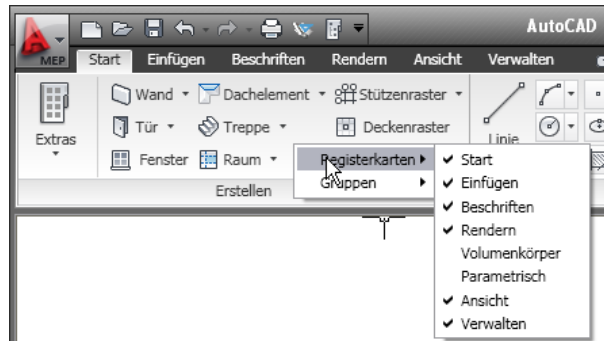 AutoCAD
MEP
Start Einfügen Beschriften Rendern Ansicht Verwalten
Wand Dachelement Stützenraster
Tür Treppe Deckenraster
Extras
Linie
Fenster Raum
Erstellen
Registerkarten
Gruppen
Start
Einfügen
Beschriften
Rendern
Volumenkörper
Parametrisch
Ansicht
Verwalten